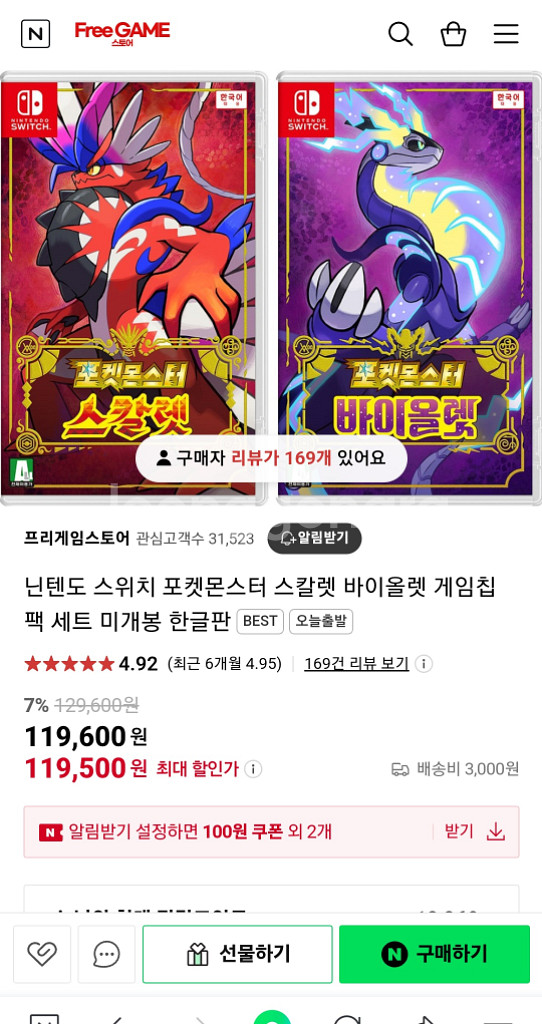 N
Free GAME
스토어
NINTENDO
SWITCH
한국어
NINTENDO
SWITCH
한국어
포켓몬스터
스칼렛
포켓몬스터
바이올렛
구매자 리뷰가 169개 있어요
프리게임스토어 관심고객수 31,523 알림받기
닌텐도 스위치 포켓몬스터 스칼렛 바이올렛 게임칩
팩 세트 미개봉 한글판 BEST 오늘출발
4.92 (최근 6개월 4.95) 169건 리뷰 보기
7% 129,600원
119,600원
119,500원 최대 할인가
배송비 3,000원
N 알림받기 설정하면 100원 쿠폰 외 2개 받기
선물하기
N 구매하기